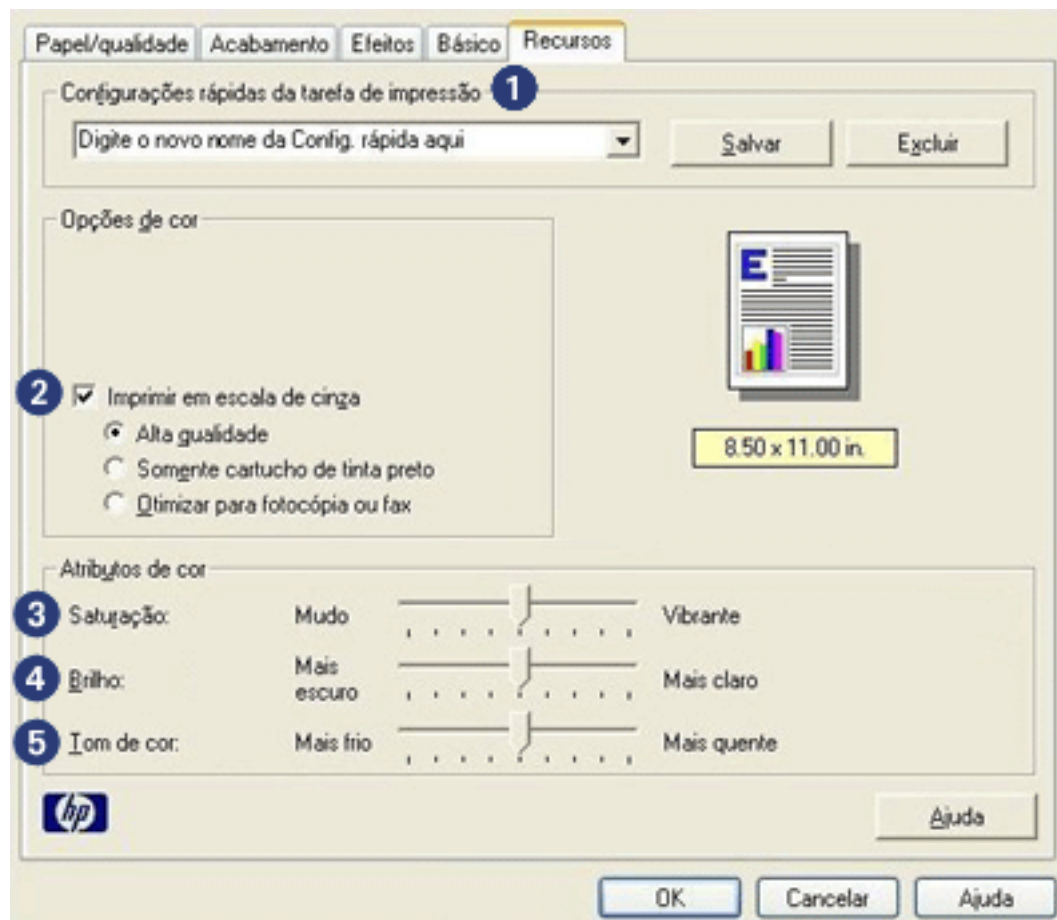 Papel/qualidade Acabamento Efeitos Básico Recursos
Configurações rápidas da tarefa de impressão 1
Digite o novo nome da Config. rápida aqui Salvar Excluir
Opções de cor
E
2 Imprimir em escala de cinza
Alta qualidade
8.50 x 11.00 in.
Somente cartucho de tinta preto
Otimizar para fotocópia ou fax
Atributos de cor
3 Saturação: Mudo Vibrante
4 Brilho: Mais escuro Mais claro
5 Tom de cor: Mais frio Mais quente
hp Ajuda
OK Cancelar Ajuda